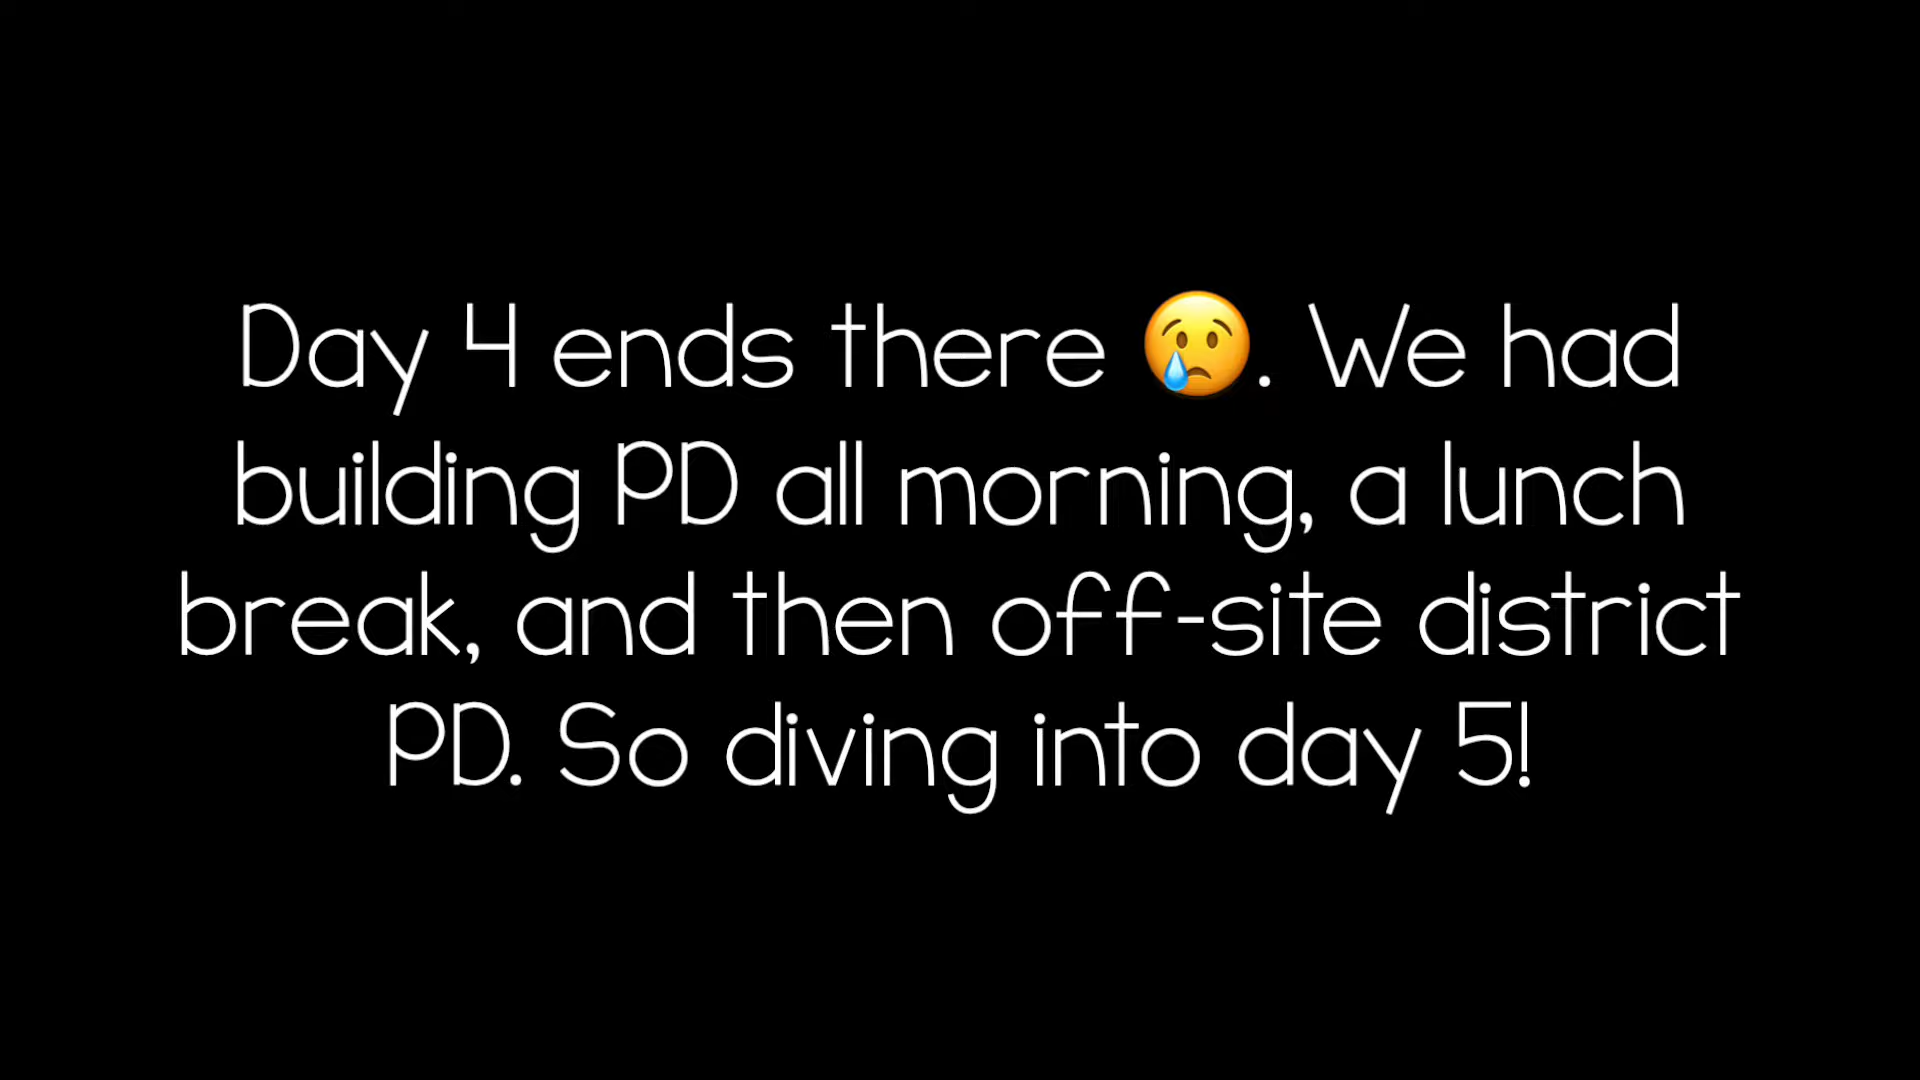 Day 4 ends there 😢. We had
building PD all morning, a lunch
break, and then off-site district
PD. So diving into day 5!